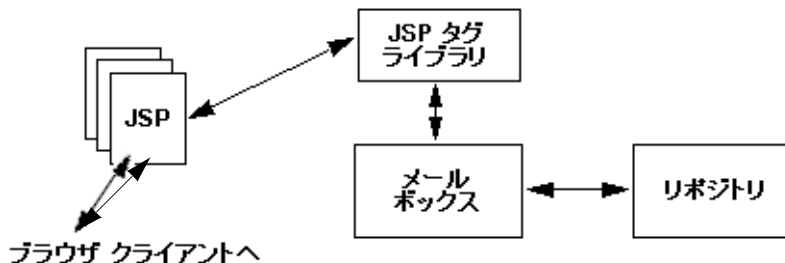 JSP タグ
ライブラリ
JSP
メール
ボックス
リポジトリ
ブラウザ クライアントへ